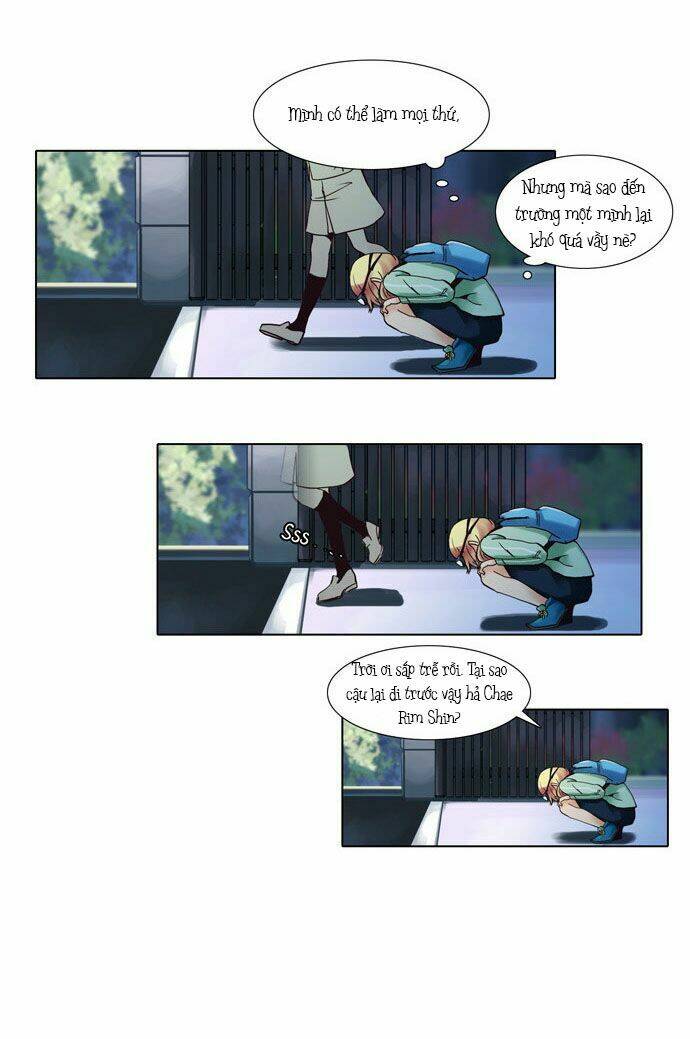 Mình có thể làm mọi thứ,
Nhưng mà sao đến
trường một mình lại
khó quá vầy nè?
Sss....
Trời ơi sắp trễ rồi. Tại sao
cậu lại đi trước vậy hả Chae
Rim Shin?